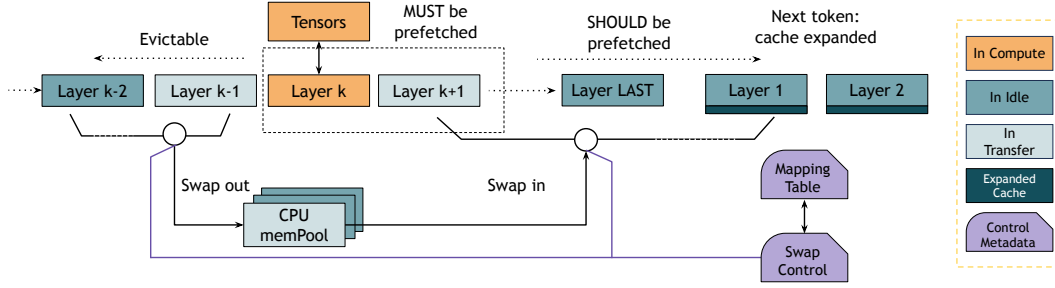 Evictable
Tensors
MUST be
prefetched
SHOULD be
prefetched
Next token:
cache expanded
Layer k-2
Layer k-1
Layer k
Layer k+1
Layer LAST
Layer 1
Layer 2
Swap out
CPU
memPool
Swap in
Mapping
Table
Swap
Control
In Compute
In Idle
In
Transfer
Expanded
Cache
Control
Metadata